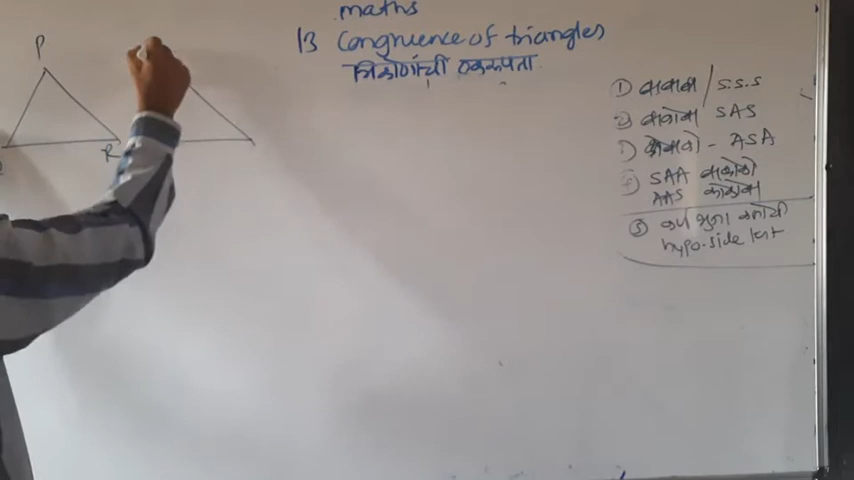 maths
13 Congruence of triangles
त्रिकोणांची एकरूपता
P
R
① बाबाबा / S.S.S
② बाकोबा SAS
कोबाको - ASA
④ SAA बाकोको
AAS कोकोबा
⑤ कर्ण भुजा कसोटी
hypo-side test